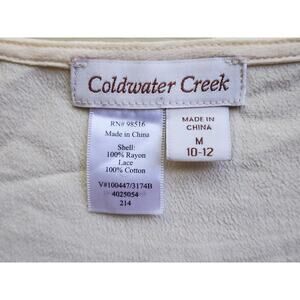 Coldwater Creek
RN# 98516
Made in China
Shell:
100% Rayon
Lace
100% Cotton
V#100447/3174B
4025054
214
MADE IN
CHINA
M
10-12